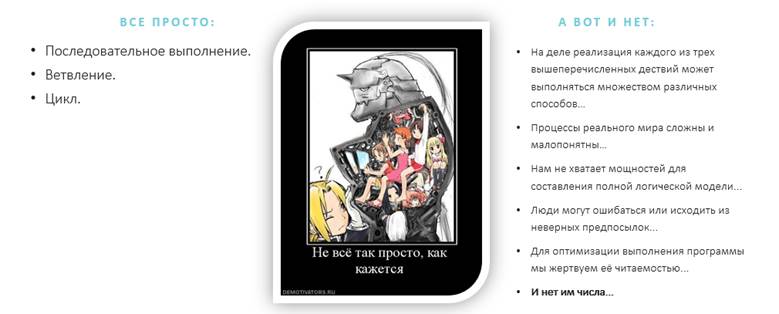 ВСЕ ПРОСТО:
• Последовательное выполнение.
• Ветвление.
• Цикл.
?
Не всё так просто, как
кажется
DEMOTIVATORS.RU
А ВОТ И НЕТ:
• На деле реализация каждого из трех
вышеперечисленных дествий может
выполняться множеством различных
способов...
• Процессы реального мира сложны и
малопонятны...
• Нам не хватает мощностей для
составления полной логической модели...
• Люди могут ошибаться или исходить из
неверных предпосылок...
• Для оптимизации выполнения программы
мы жертвуем её читаемостью...
• И нет им числа...